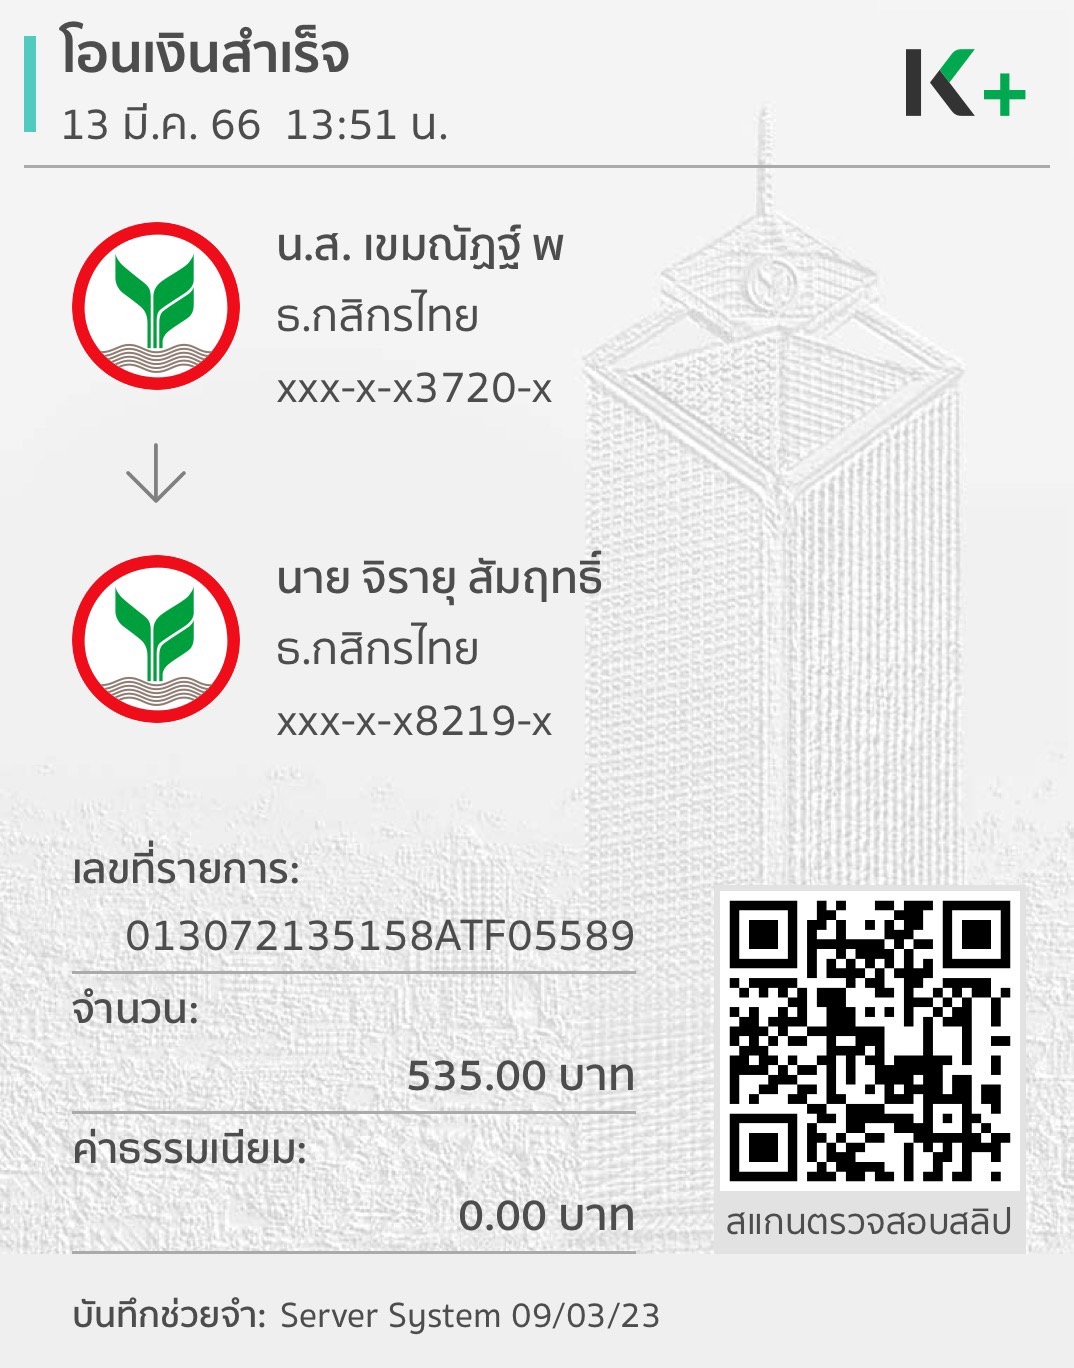 โอนเงินสำเร็จ
13 มี.ค. 66 13:51 น.
K+
น.ส. เขมณัฏฐ์ พ
ธ.กสิกรไทย
xxx-x-x3720-x
นาย จิรายุ สัมฤทธิ์
ธ.กสิกรไทย
xxx-x-x8219-x
เลขที่รายการ:
013072135158ATF05589
จำนวน:
535.00 บาท
ค่าธรรมเนียม:
0.00 บาท
สแกนตรวจสอบสลิป
บันทึกช่วยจำ: Server System 09/03/23